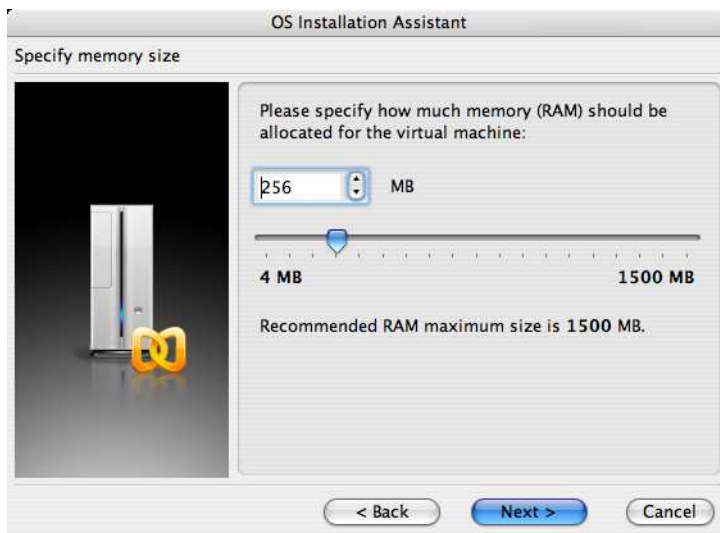 OS Installation Assistant
Specify memory size
Please specify how much memory (RAM) should be
allocated for the virtual machine:
256 MB
4 MB 1500 MB
Recommended RAM maximum size is 1500 MB.
< Back Next > Cancel